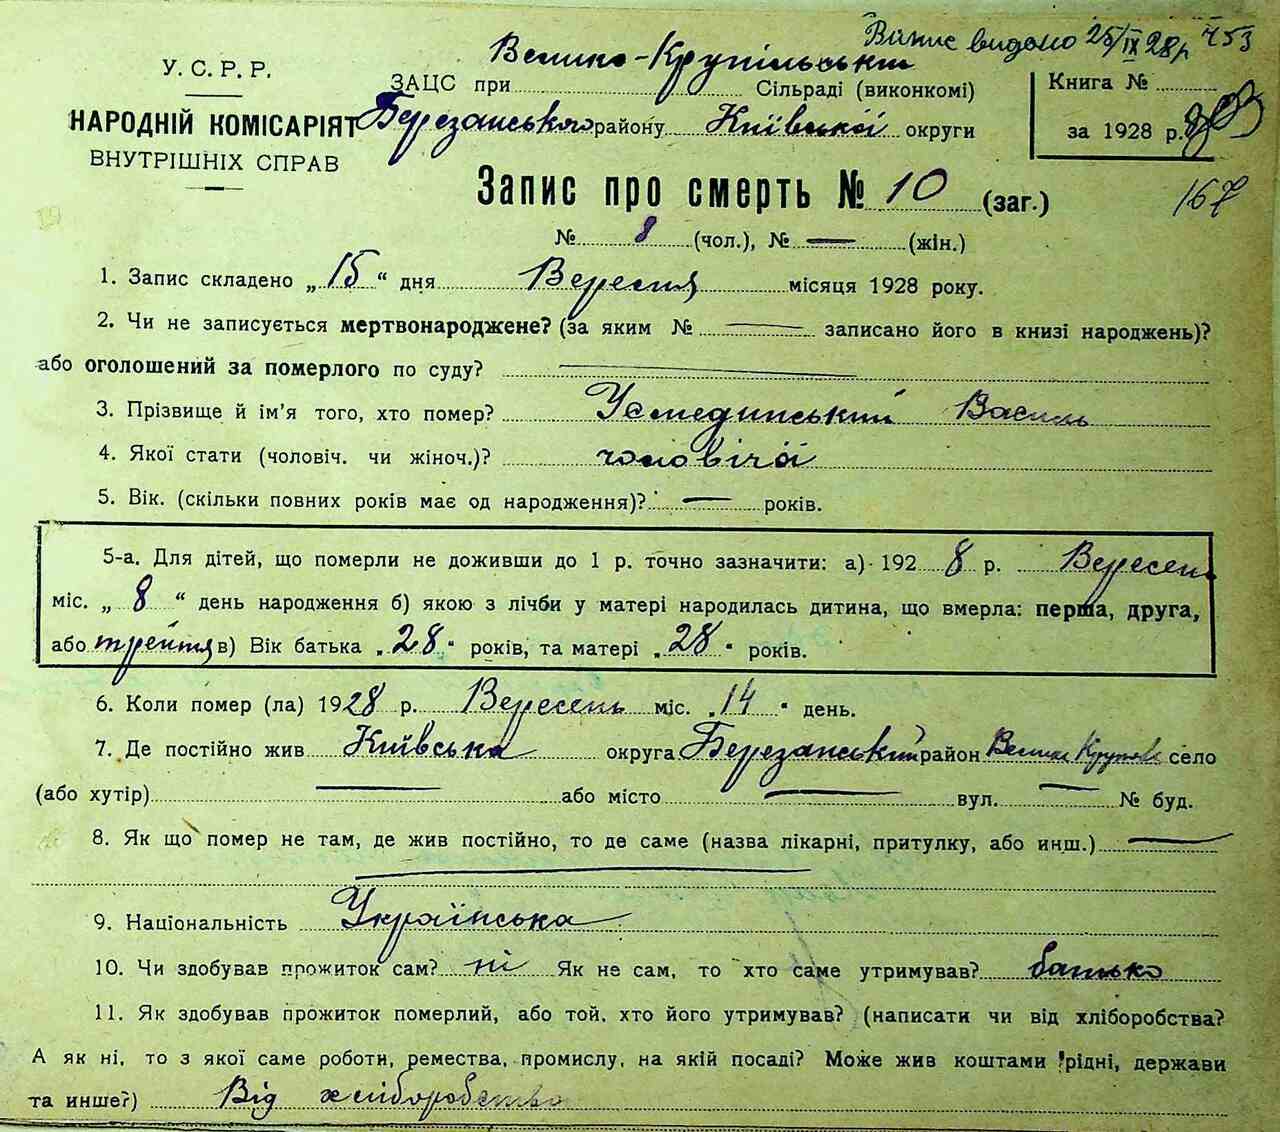 Випис видано 25/IX 28 р. Ч 53
У. С. Р. Р.
НАРОДНІЙ КОМІСАРІЯТ
ВНУТРІШНІХ СПРАВ
ЗАЦС при Велико-Крупільській Сільраді (виконкомі)
Березанського району Київської округи
Книга №
за 1928 р.
167
Запис про смерть № 10 (заг.)
№ 8 (чол.), № — (жін.)
1. Запис складено „ 15 “ дня Вересня місяця 1928 року.
2. Чи не записується мертвонароджене? (за яким № — записано його в книзі народжень)?
або оголошений за померлого по суду? —
3. Прізвище й ім'я того, хто помер? Василь
4. Якої стати (чоловіч. чи жіноч.)? чоловічої
5. Вік. (скільки повних років має од народження)? — років.
5-а. Для дітей, що померли не доживши до 1 р. точно зазначити: а) 192 8 р. Вересень
міс. „ 8 “ день народження б) якою з лічби у матері народилась дитина, що вмерла: перша, друга,
або трейтя в) Вік батька „ 28 “ років, та матері „ 28 “ років.
6. Коли помер (ла) 1928 р. Вересень міс. „ 14 “ день.
7. Де постійно жив Київська округа Березанський район Велика село
(або хутір) — або місто — вул. — № буд.
8. Як що помер не там, де жив постійно, то де саме (назва лікарні, притулку, або инш.) —
—
9. Національність Українська
10. Чи здобував прожиток сам? ні Як не сам, то хто саме утримував? батько
11. Як здобував прожиток померлий, або той, хто його утримував? (написати чи від хліборобства?
А як ні, то з якої саме роботи, ремества, промислу, на якій посаді? Може жив коштами рідні, держави
та инше?) Від хліборобства